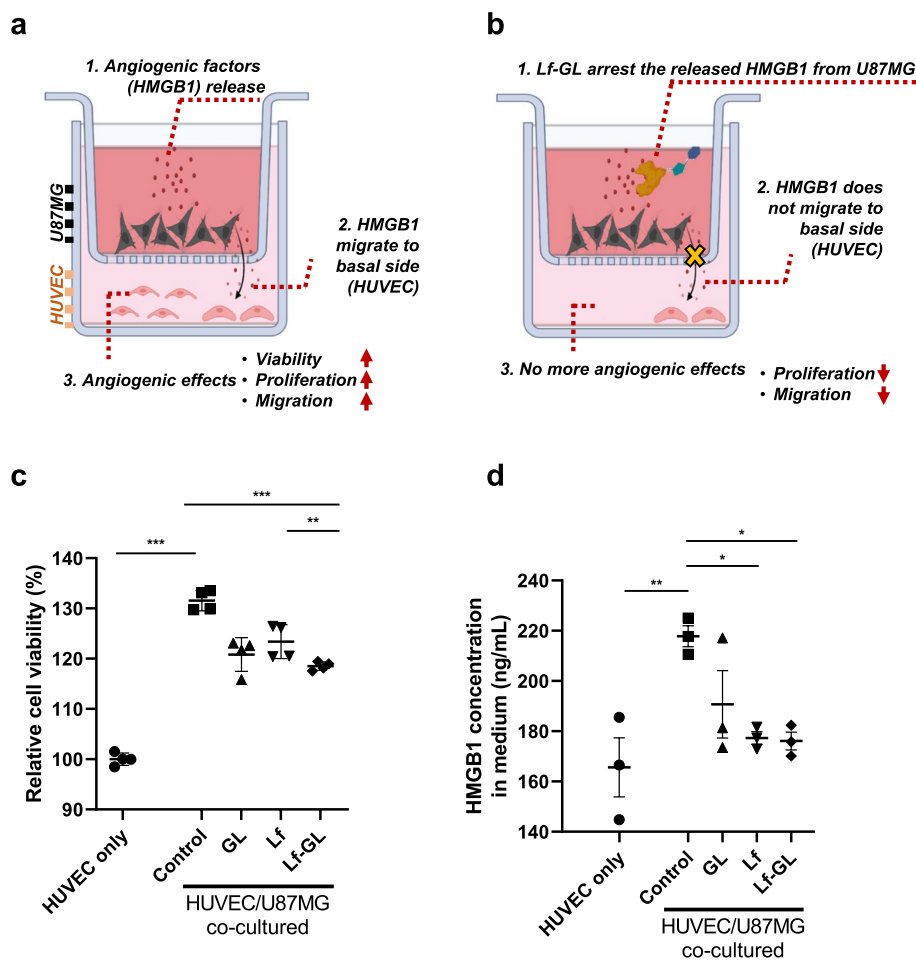 a
1. Angiogenic factors
(HMGB1) release
U87MG
HUVEC
2. HMGB1
migrate to
basal side
(HUVEC)
3. Angiogenic effects
• Viability
• Proliferation
• Migration
b
1. Lf-GL arrest the released HMGB1 from U87MG
2. HMGB1 does
not migrate to
basal side
(HUVEC)
3. No more angiogenic effects
• Proliferation
• Migration
c
***
**
***
Relative cell viability (%)
140
130
120
110
100
90
HUVEC only
Control
GL
Lf
Lf-GL
HUVEC/U87MG
co-cultured
d
*
*
**
HMGB1 concentration
in medium (ng/mL)
240
220
200
180
160
140
HUVEC only
Control
GL
Lf
Lf-GL
HUVEC/U87MG
co-cultured